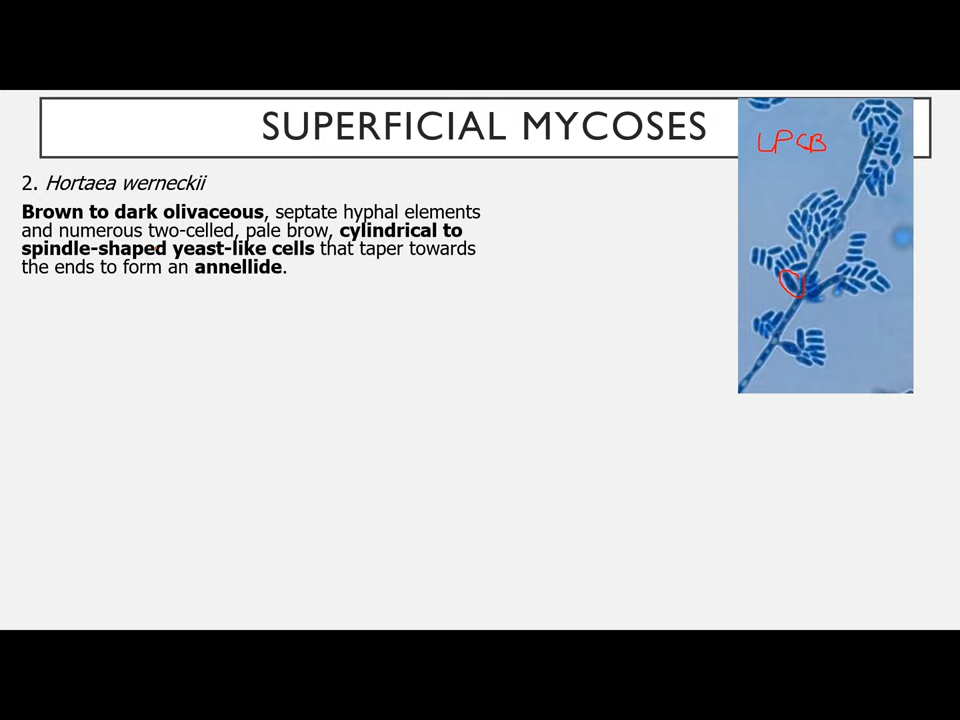 SUPERFICIAL MYCOSES
LPCB
2. Hortaea werneckii
Brown to dark olivaceous, septate hyphal elements
and numerous two-celled, pale brow, cylindrical to
spindle-shaped yeast-like cells that taper towards
the ends to form an annellide.